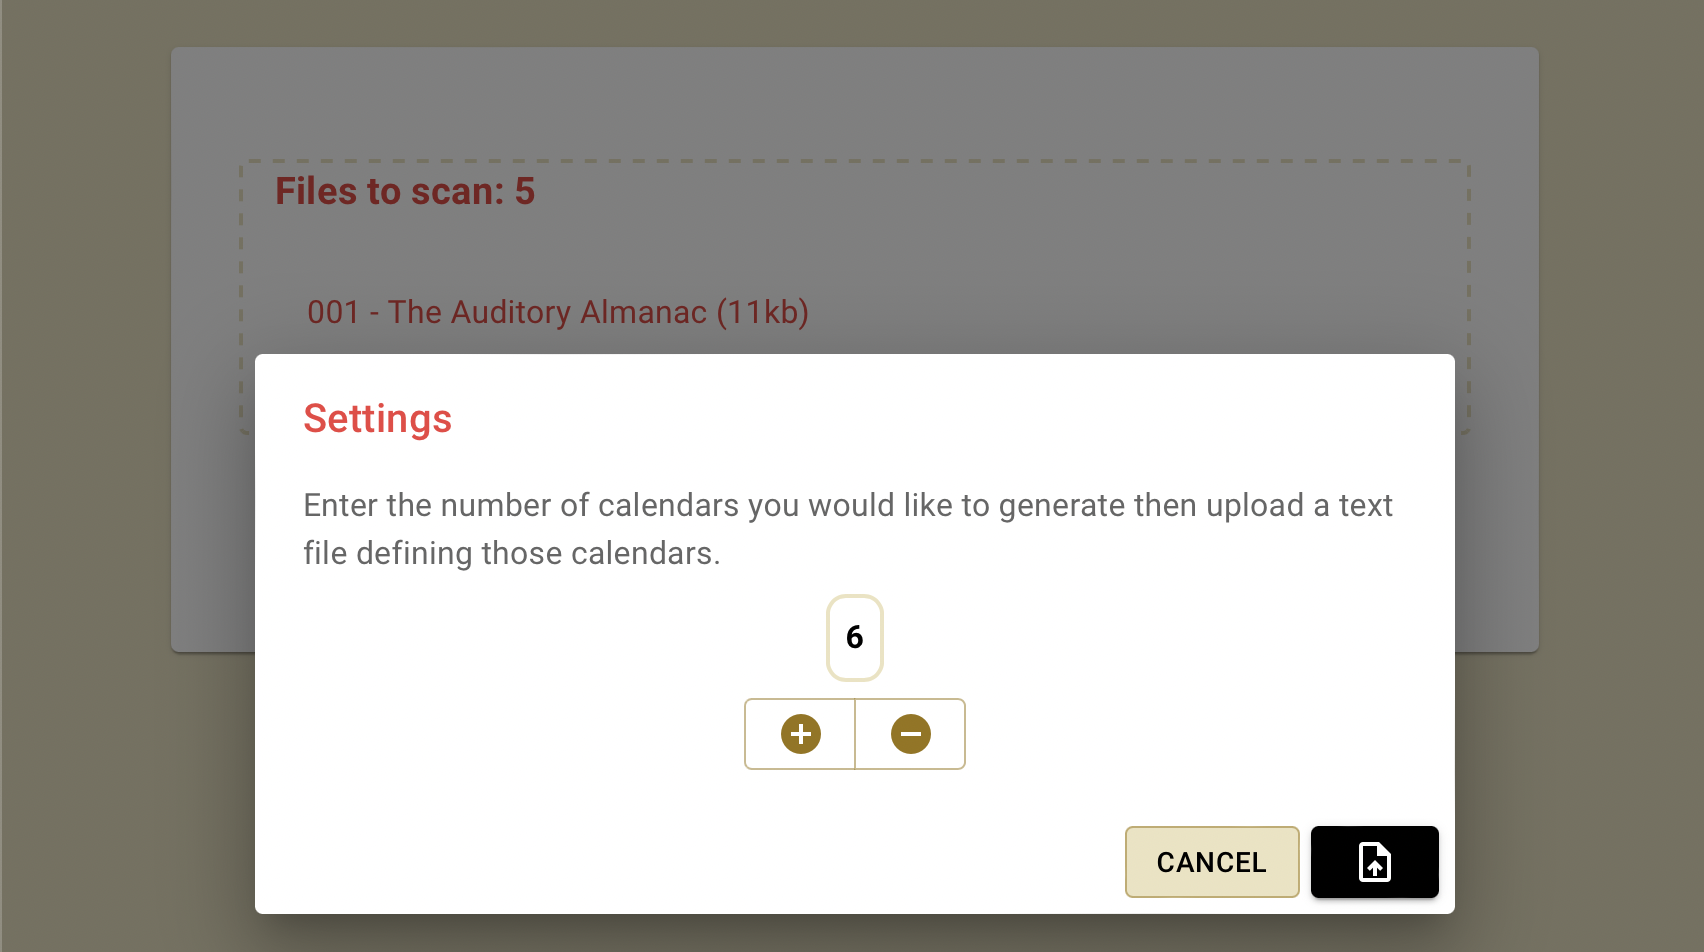 Files to scan: 5
001 - The Auditory Almanac (11kb)
Settings
Enter the number of calendars you would like to generate then upload a text
file defining those calendars.
6
CANCEL